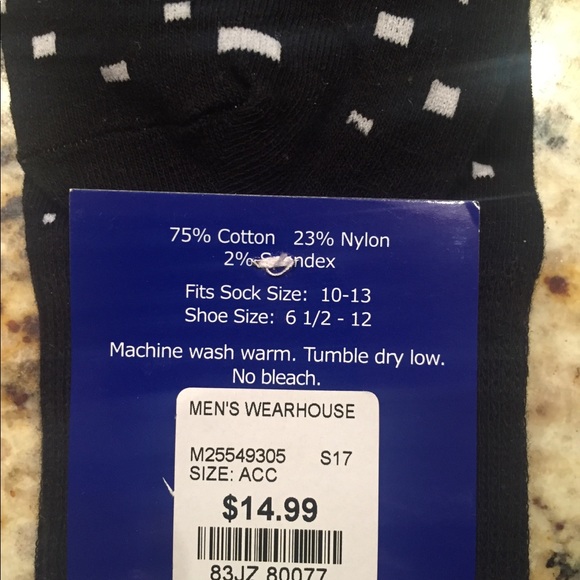 75% Cotton 23% Nylon
2%
Fits Sock Size: 10-13
Shoe Size: 6 1/2 - 12
Machine wash warm. Tumble dry low.
No bleach.
MEN'S WEARHOUSE
M25549305 S17
SIZE: ACC
$14.99
83JZ 80077